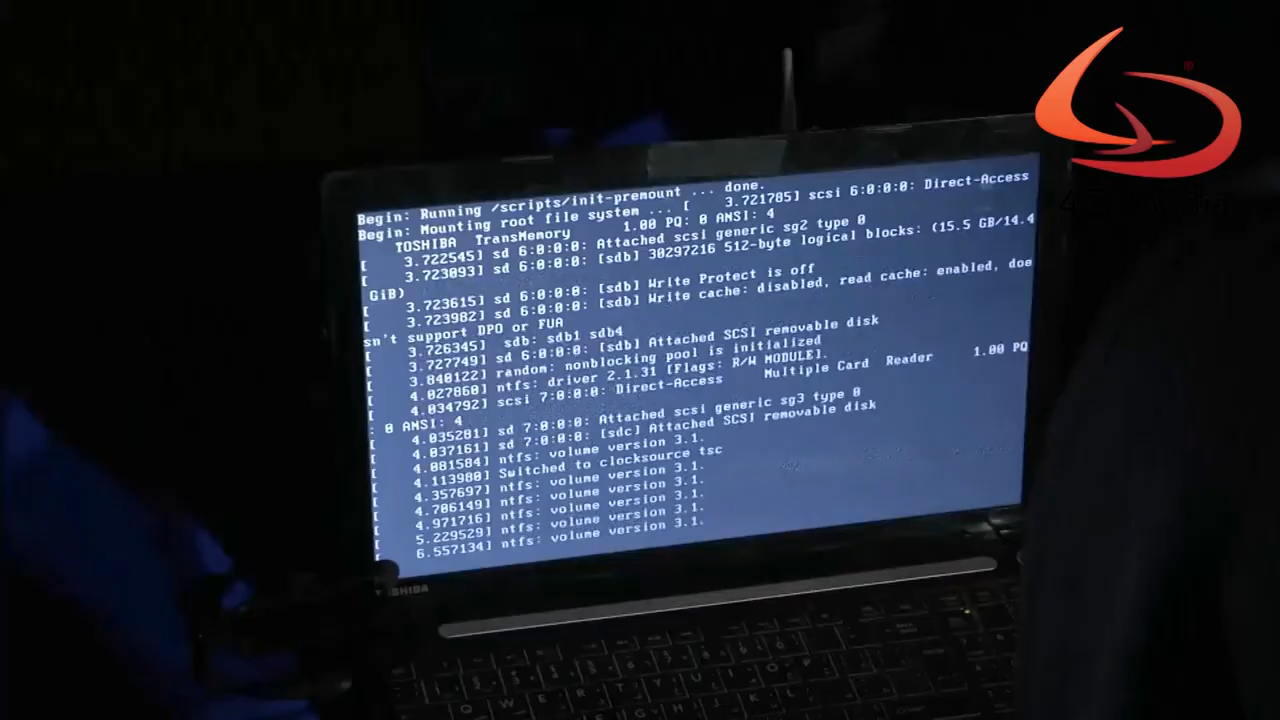 Begin: Running /scripts/init-premount ... done.
Begin: Mounting root file system ... [    3.721785] scsi 6:0:0:0: Direct-Access
TOSHIBA  TransMemory      1.00 PQ: 0 ANSI: 4
[    3.722545] sd 6:0:0:0: Attached scsi generic sg2 type 0
[    3.723093] sd 6:0:0:0: [sdb] 30297216 512-byte logical blocks: (15.5 GB/14.4
GiB)
[    3.723615] sd 6:0:0:0: [sdb] Write Protect is off
[    3.723982] sd 6:0:0:0: [sdb] Write cache: disabled, read cache: enabled, doe
sn't support DPO or FUA
[    3.726345]  sdb: sdb1 sdb4
[    3.727749] sd 6:0:0:0: [sdb] Attached SCSI removable disk
[    3.840122] random: nonblocking pool is initialized
[    4.027860] ntfs: driver 2.1.31 [Flags: R/W MODULE].
[    4.034792] scsi 7:0:0:0: Direct-Access     Multiple Card  Reader     1.00 PQ
: 0 ANSI: 4
[    4.035281] sd 7:0:0:0: Attached scsi generic sg3 type 0
[    4.037161] sd 7:0:0:0: [sdc] Attached SCSI removable disk
[    4.081584] ntfs: volume version 3.1.
[    4.113980] Switched to clocksource tsc
[    4.357697] ntfs: volume version 3.1.
[    4.706149] ntfs: volume version 3.1.
[    4.971716] ntfs: volume version 3.1.
[    5.229529] ntfs: volume version 3.1.
[    6.557134] ntfs: volume version 3.1.
TOSHIBA
Q W E R T Y U I O P